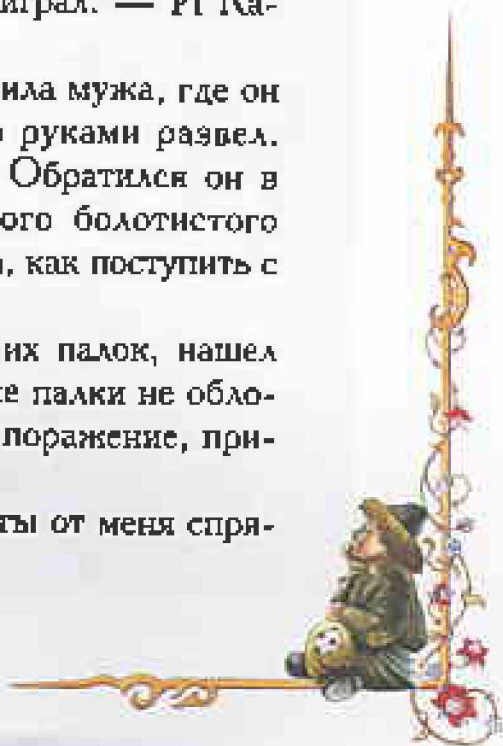 играл. — И Ка-
ила мужа, где он
руками развел.
Обратился он в
ого болотистого
, как поступить с
их палок, нашел
е палки не обло-
поражение, при-
ты от меня спря-